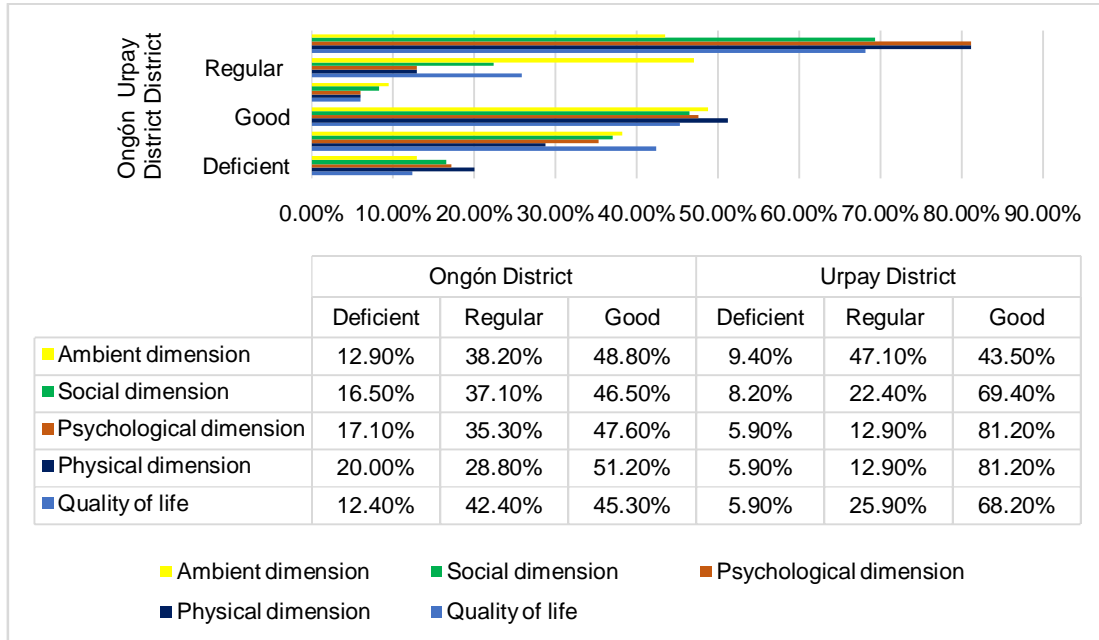 Urpay District
Ongón District
Regular
Good
Deficient
0.00% 10.00% 20.00% 30.00% 40.00% 50.00% 60.00% 70.00% 80.00% 90.00%
Ongón District Urpay District
Deficient Regular Good Deficient Regular Good
Ambient dimension 12.90% 38.20% 48.80% 9.40% 47.10% 43.50%
Social dimension 16.50% 37.10% 46.50% 8.20% 22.40% 69.40%
Psychological dimension 17.10% 35.30% 47.60% 5.90% 12.90% 81.20%
Physical dimension 20.00% 28.80% 51.20% 5.90% 12.90% 81.20%
Quality of life 12.40% 42.40% 45.30% 5.90% 25.90% 68.20%
Ambient dimension Social dimension Psychological dimension
Physical dimension Quality of life